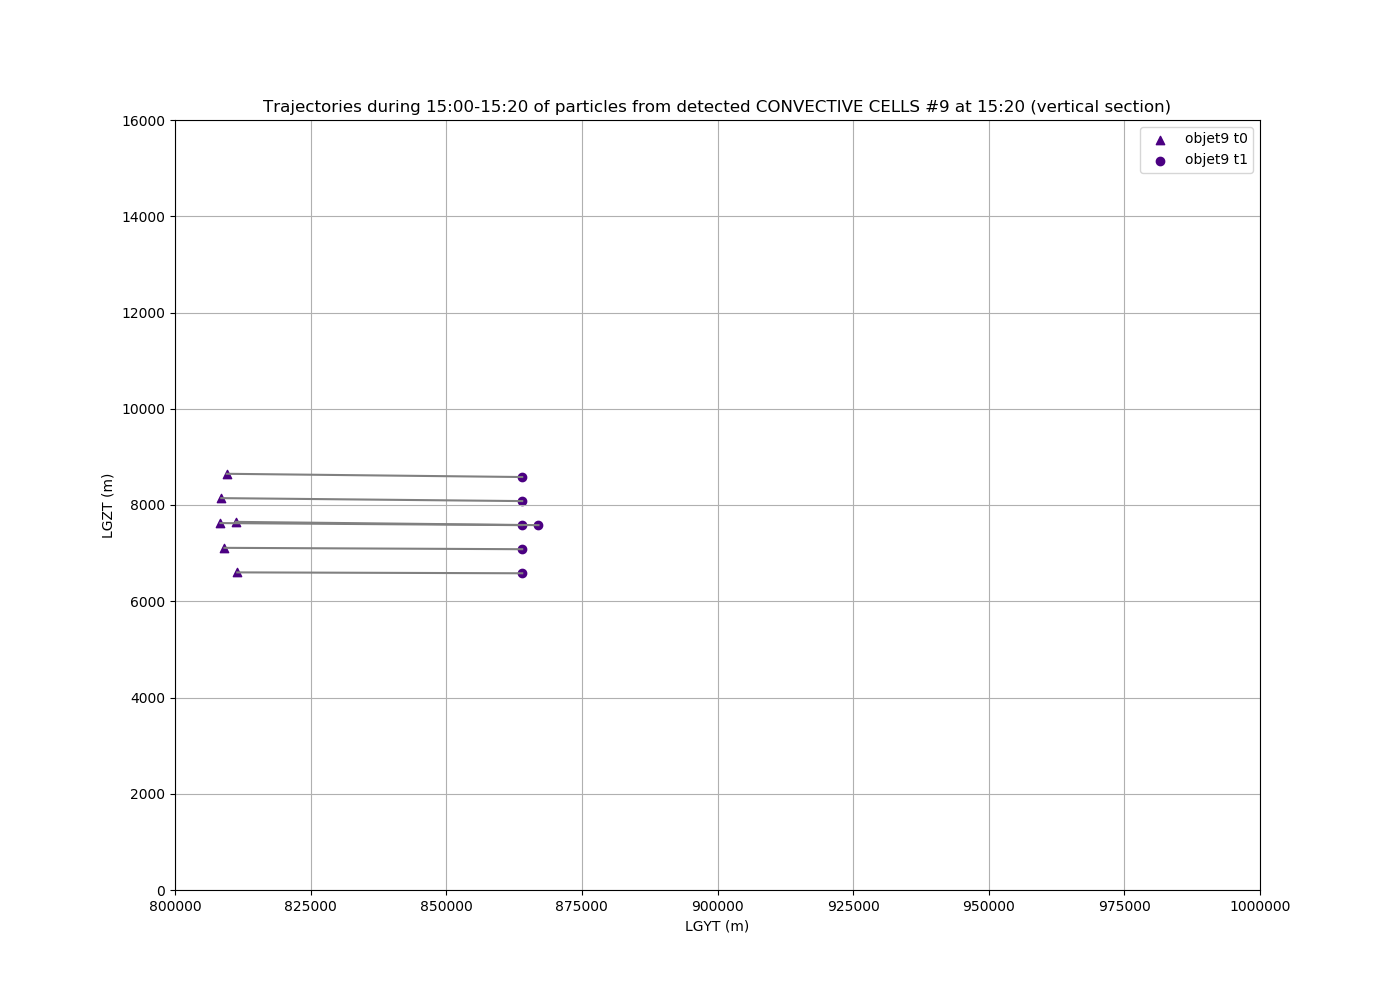 Trajectories during 15:00-15:20 of particles from detected CONVECTIVE CELLS #9 at 15:20 (vertical section)
objet9 t0
objet9 t1
16000
14000
12000
10000
8000
6000
4000
2000
0
LGZT (m)
800000 825000 850000 875000 900000 925000 950000 975000 1000000
LGYT (m)